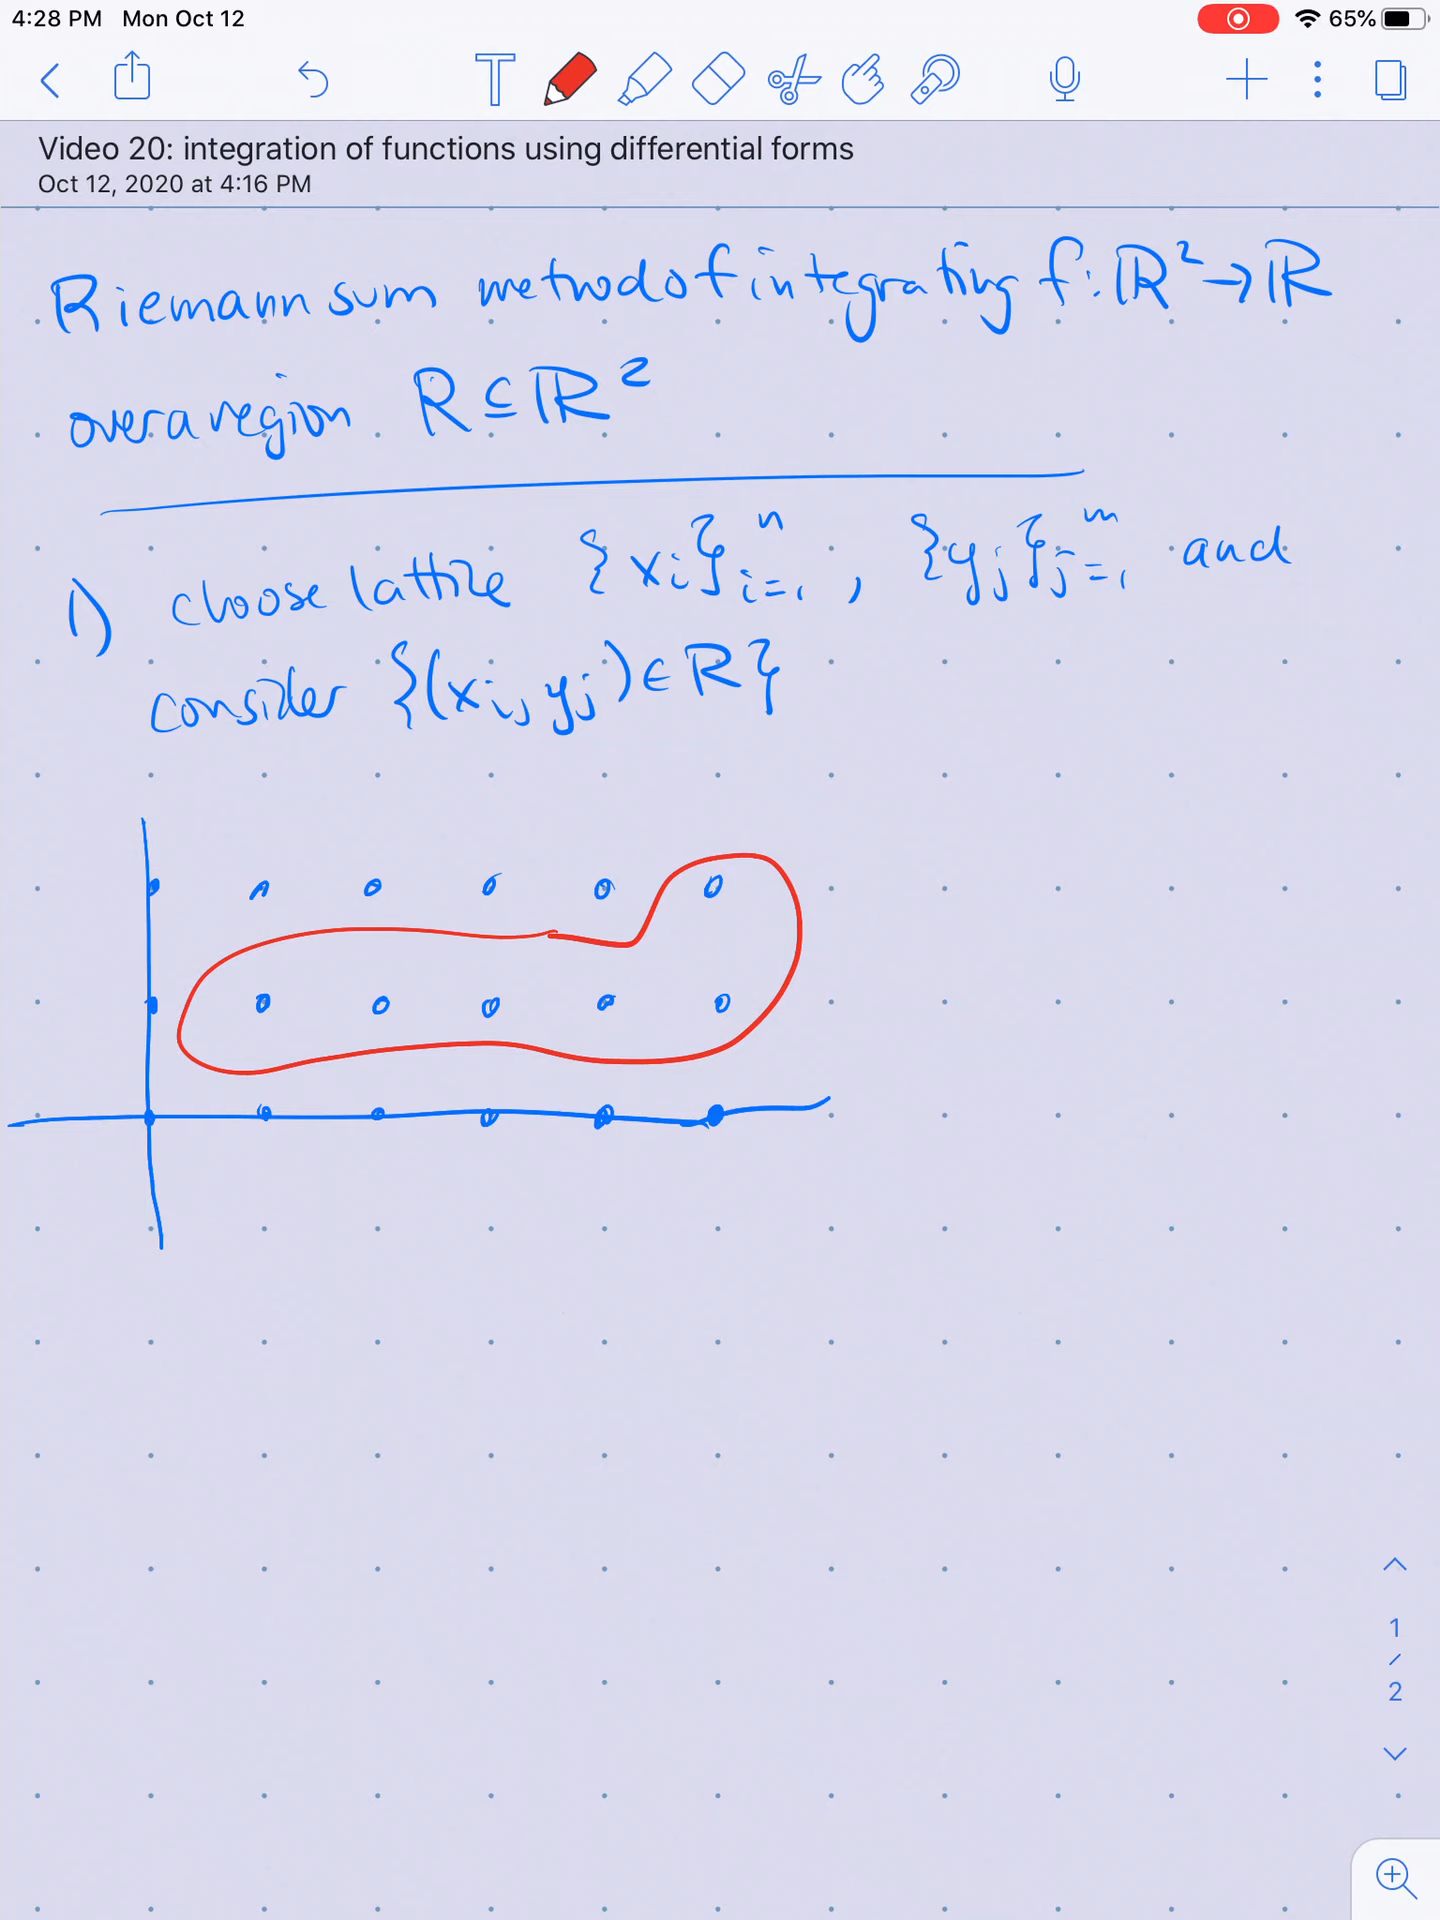 4:28 PM Mon Oct 12 65%
T
Video 20: integration of functions using differential forms
Oct 12, 2020 at 4:16 PM
Riemann sum method of integrating f: ℝ² → ℝ
over a region R ⊆ ℝ²
1) choose lattice {xᵢ}ⁿᵢ₌₁, {yⱼ}ᵐⱼ₌₁ and
consider {(xᵢ, yⱼ) ∈ R}
1
/
2